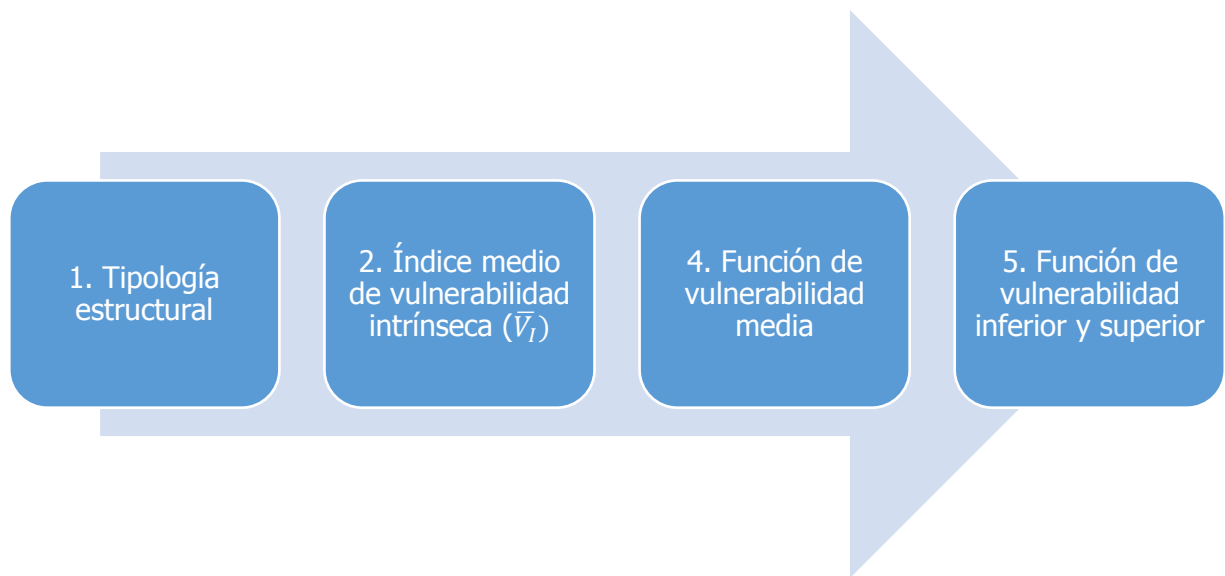 1. Tipología
estructural
2. Índice medio
de vulnerabilidad
intrínseca (V̅_I)
4. Función de
vulnerabilidad
media
5. Función de
vulnerabilidad
inferior y superior